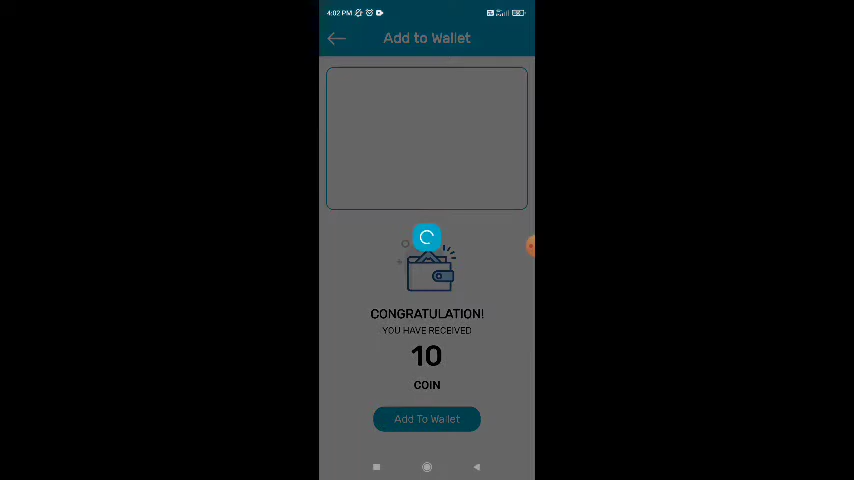 4:02 PM
Add to Wallet
CONGRATULATION!
YOU HAVE RECEIVED
10
COIN
Add To Wallet